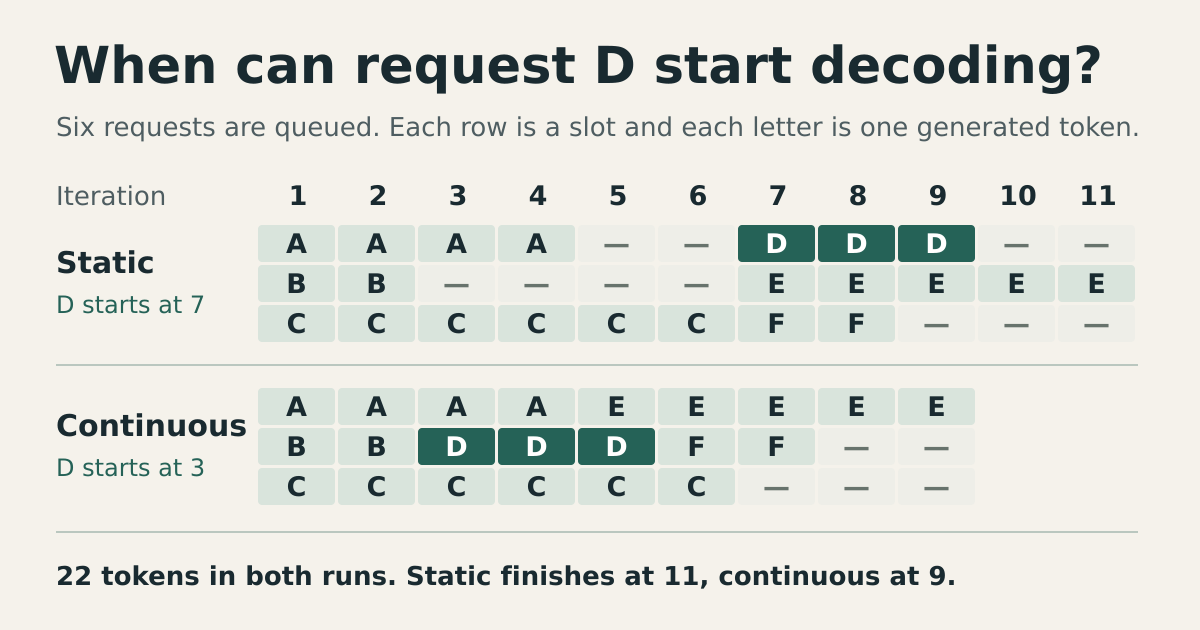 When can request D start decoding?
Six requests are queued. Each row is a slot and each letter is one generated token.
Iteration 1 2 3 4 5 6 7 8 9 10 11
Static
D starts at 7
A A A A — — D D D — —
B B — — — — E E E E E
C C C C C C F F — — —
Continuous
D starts at 3
A A A A E E E E E
B B D D D F F — —
C C C C C C — — —
22 tokens in both runs. Static finishes at 11, continuous at 9.